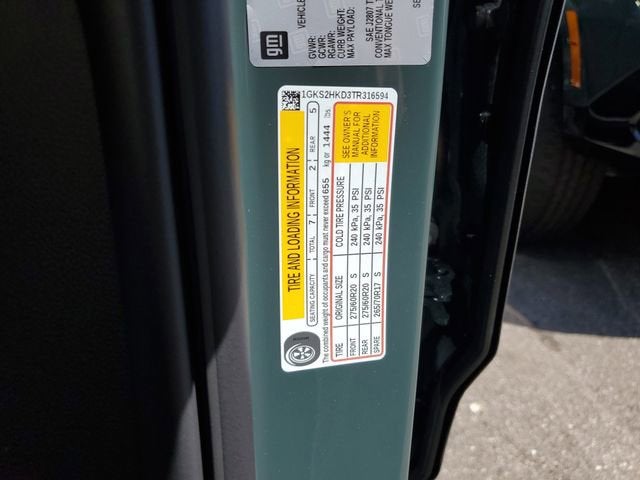 gm
VEHICLE
GVWR:
GCWR:
RGAWR:
CURB WEIGHT:
MAX PAYLOAD:
SE
SAE J2807 T
CONVENTIONAL T
MAX TONGUE WE
1GKS2HKD3TR316594
TIRE AND LOADING INFORMATION
SEATING CAPACITY TOTAL 7 FRONT 2 REAR 5
The combined weight of occupants and cargo must never exceed 655 kg or 1444 lbs.
TIRE ORIGINAL SIZE COLD TIRE PRESSURE
FRONT 275/60R20 S 240 kPa, 35 PSI
REAR 275/60R20 S 240 kPa, 35 PSI
SPARE 265/70R17 S 240 kPa, 35 PSI
SEE OWNER'S
MANUAL FOR
ADDITIONAL
INFORMATION